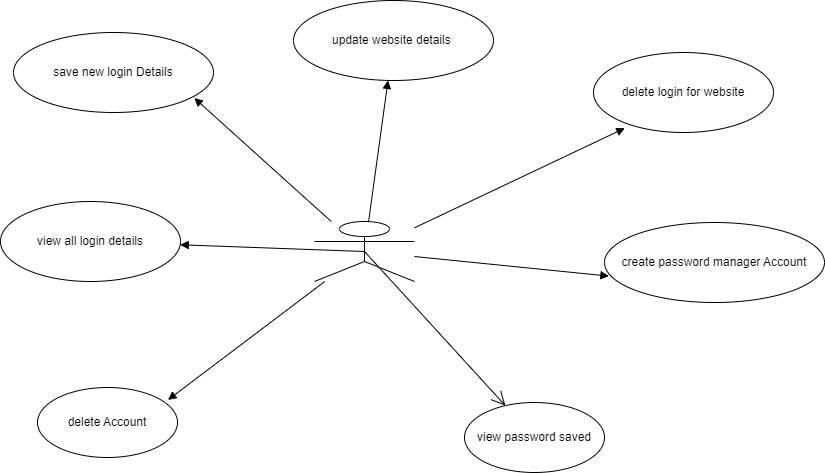 update website details
save new login Details
delete login for website
view all login details
create password manager Account
delete Account
view password saved